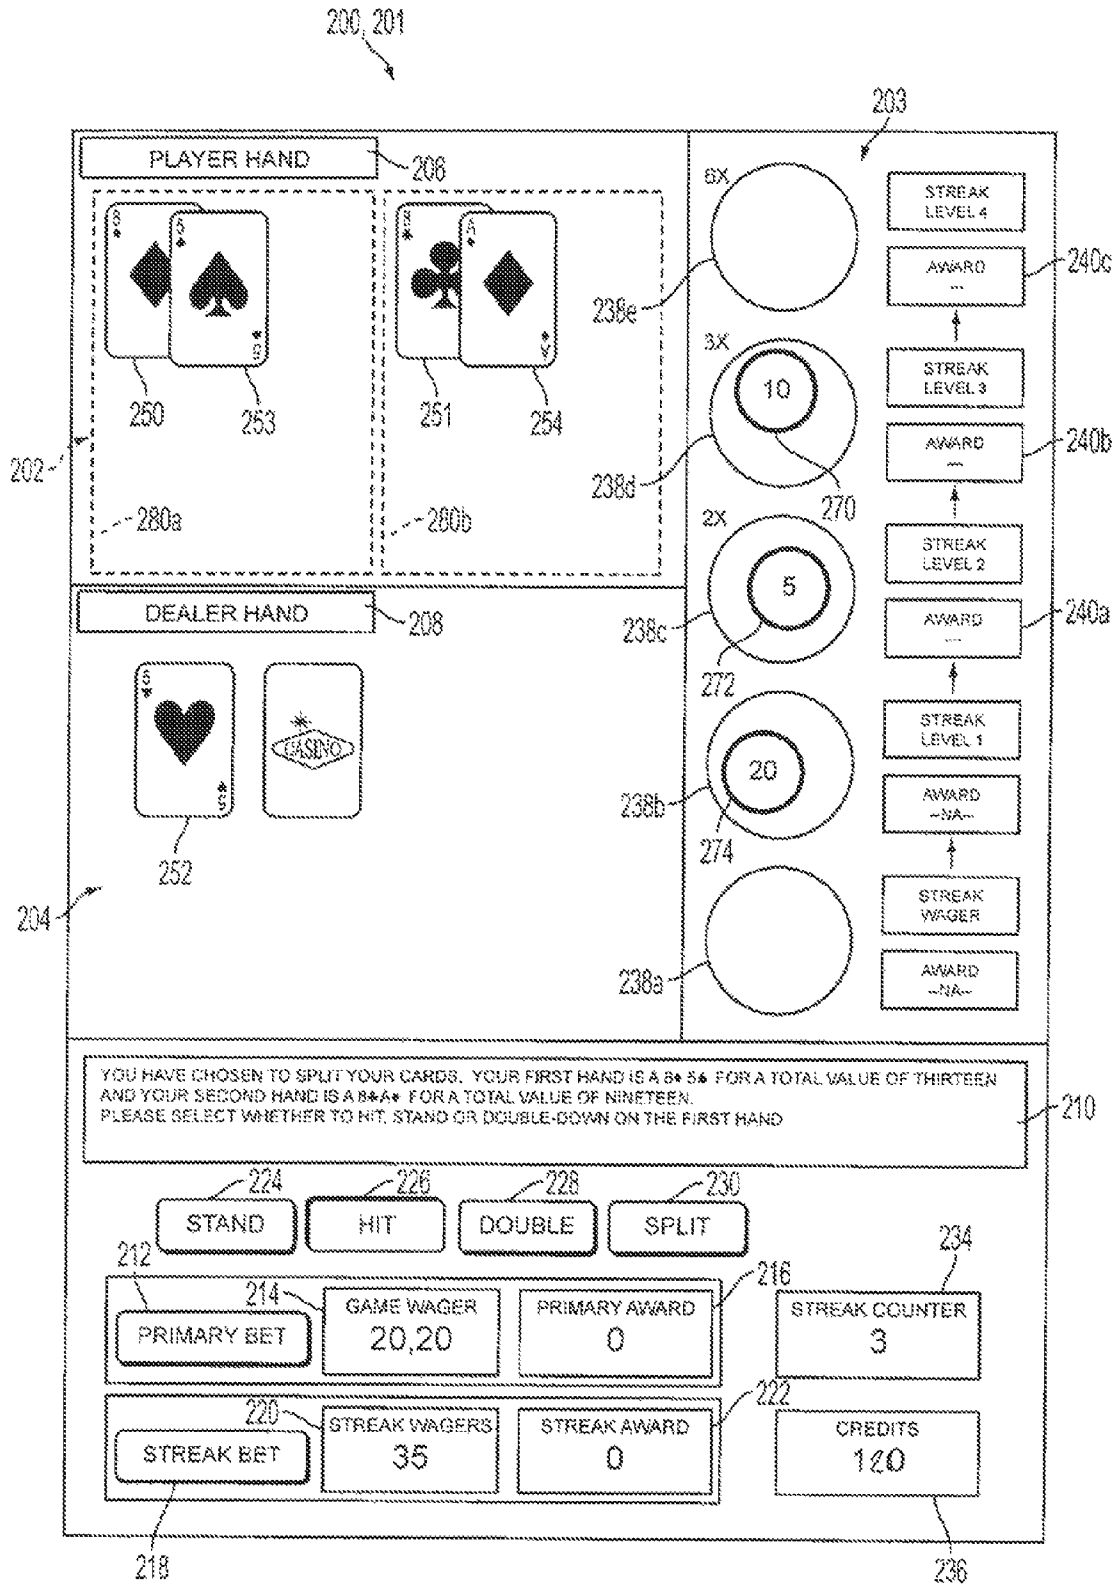 200, 201
203
PLAYER HAND
206
8
5
5
8
A
A
250
253
251
254
202
280a
280b
DEALER HAND
208
5
5
CASINO
252
204
6X
238e
STREAK
LEVEL 4
AWARD
---
240c
3X
10
238d
270
STREAK
LEVEL 3
AWARD
---
240b
2X
5
238c
272
STREAK
LEVEL 2
AWARD
---
240a
20
238b
274
STREAK
LEVEL 1
AWARD
--NA--
238a
STREAK
WAGER
AWARD
--NA--
YOU HAVE CHOSEN TO SPLIT YOUR CARDS. YOUR FIRST HAND IS A 8♦ 5♠ FOR A TOTAL VALUE OF THIRTEEN
AND YOUR SECOND HAND IS A 8♣ A♦ FOR A TOTAL VALUE OF NINETEEN.
PLEASE SELECT WHETHER TO HIT, STAND OR DOUBLE-DOWN ON THE FIRST HAND
210
224
226
228
230
STAND
HIT
DOUBLE
SPLIT
212
214
216
234
PRIMARY BET
GAME WAGER
20,20
PRIMARY AWARD
0
STREAK COUNTER
3
220
222
STREAK BET
STREAK WAGERS
35
STREAK AWARD
0
CREDITS
120
218
236